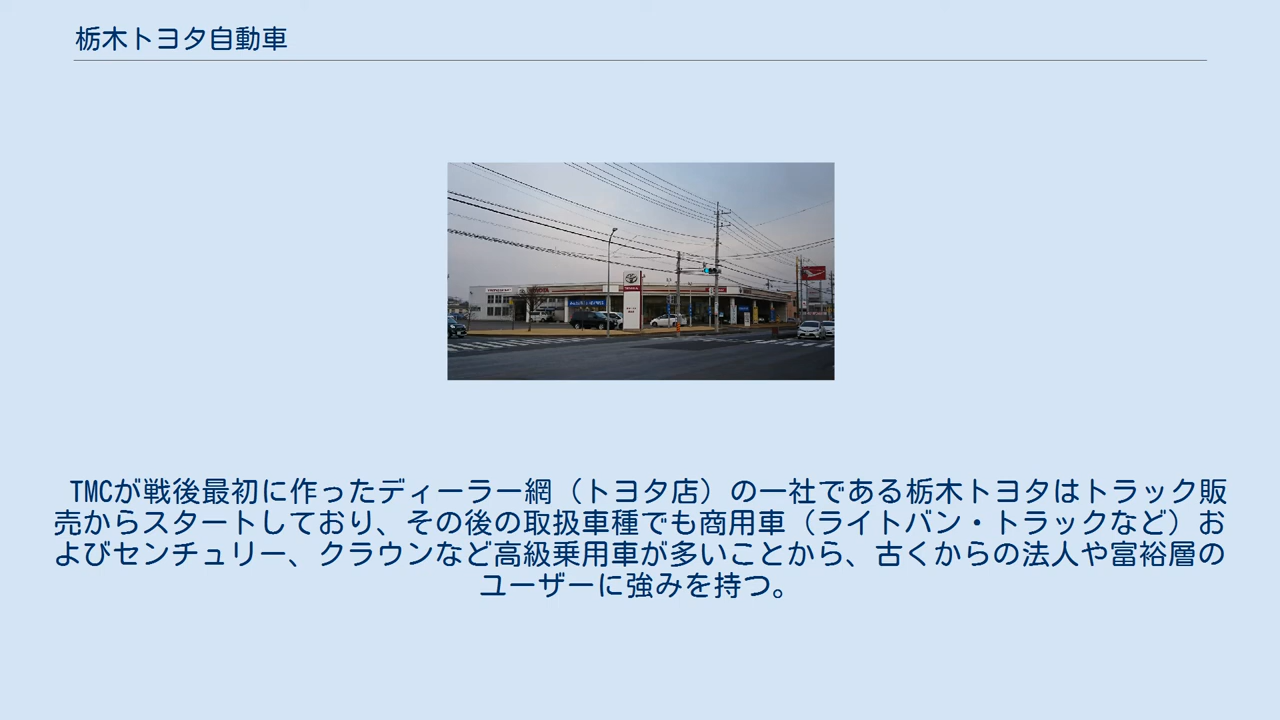 栃木トヨタ自動車
TOYOTA
TMCが戦後最初に作ったディーラー網（トヨタ店）の一社である栃木トヨタはトラック販
売からスタートしており、その後の取扱車種でも商用車（ライトバン・トラックなど）お
よびセンチュリー、クラウンなど高級乗用車が多いことから、古くからの法人や富裕層の
ユーザーに強みを持つ。